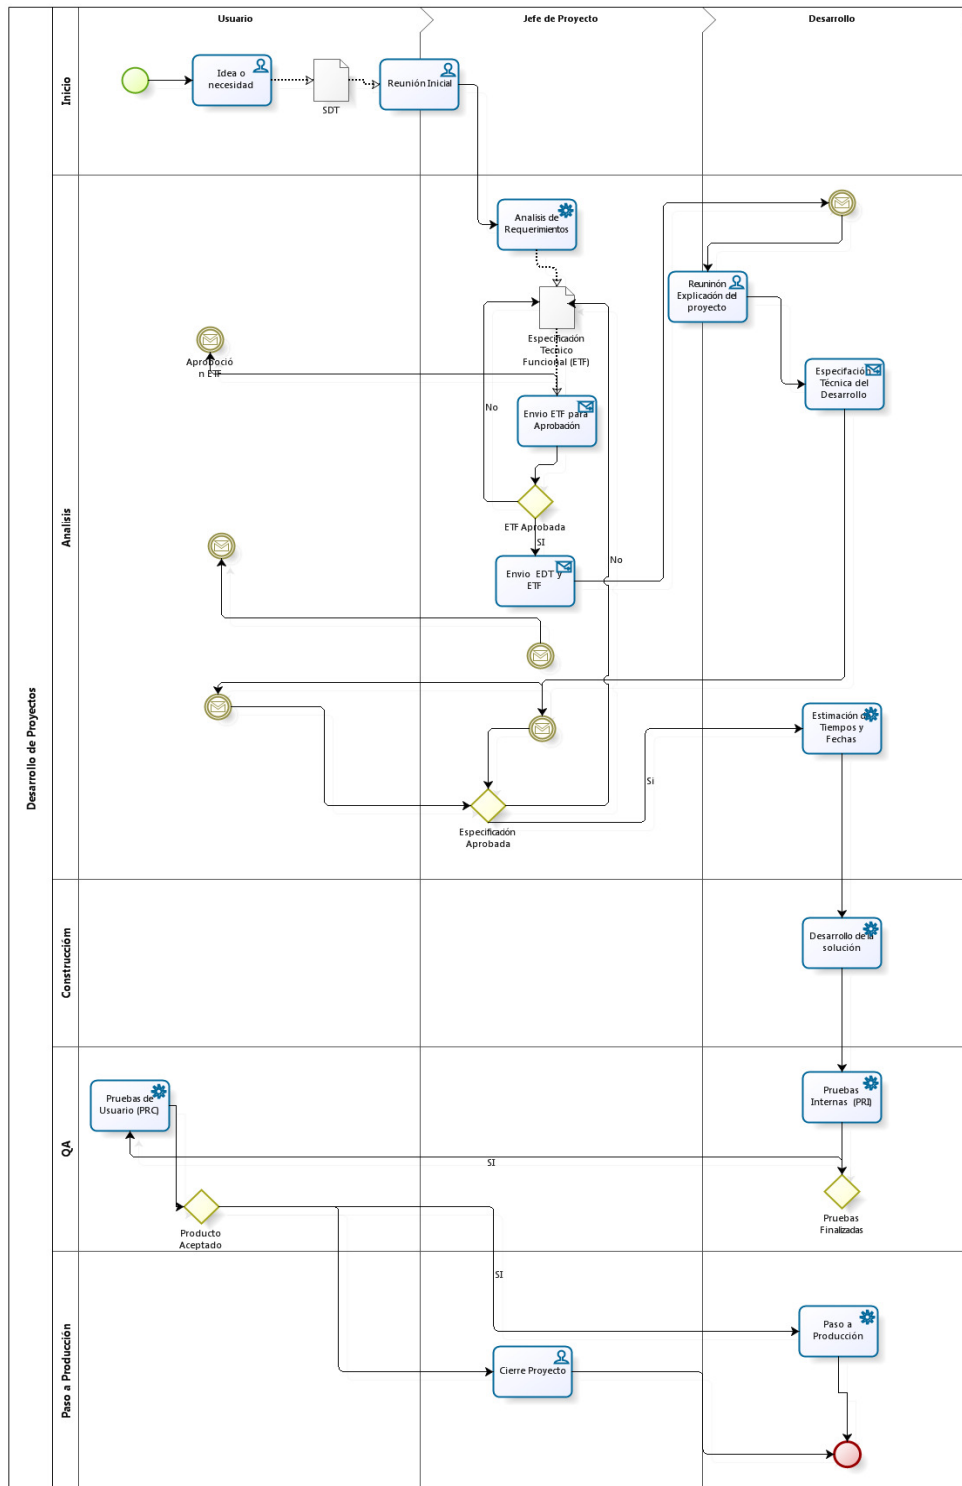 Usuario
Jefe de Proyecto
Desarrollo
Desarrollo de Proyectos
Inicio
Idea o
necesidad
SDT
Reunión Inicial
Analisis
Analisis de
Requerimientos
Reuninón
Explicación del
proyecto
Especificación
Tecnico
Funcional (ETF)
Aproboció
n ETF
Especifación
Técnica del
Desarrollo
No
Envio ETF para
Aprobación
ETF Aprobada
SI
No
Envio EDT y
ETF
Estimación de
Tiempos y
Fechas
Si
Especificación
Aprobada
Construccióm
Desarrollo de la
solución
QA
Pruebas de
Usuario (PRC)
Pruebas
Internas (PRI)
SI
Pruebas
Finalizadas
Producto
Aceptado
Paso a Producción
SI
Paso a
Producción
Cierre Proyecto